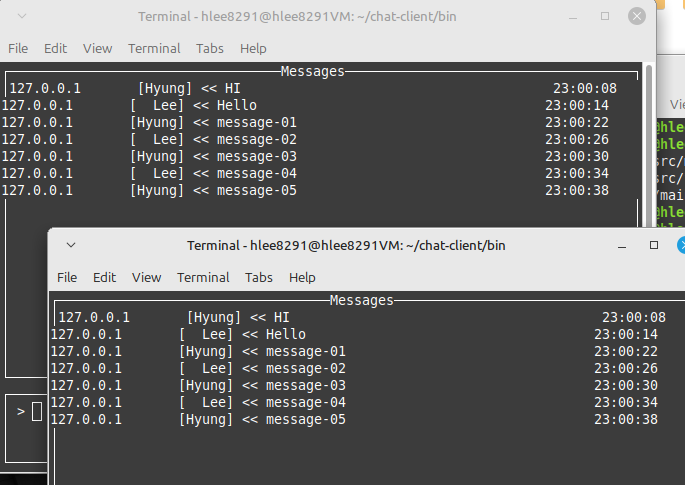 Terminal - hlee8291@hlee8291VM: ~/chat-client/bin
File Edit View Terminal Tabs Help
Messages
127.0.0.1 [Hyung] << HI 23:00:08
127.0.0.1 [  Lee] << Hello 23:00:14
127.0.0.1 [Hyung] << message-01 23:00:22
127.0.0.1 [  Lee] << message-02 23:00:26
127.0.0.1 [Hyung] << message-03 23:00:30
127.0.0.1 [  Lee] << message-04 23:00:34
127.0.0.1 [Hyung] << message-05 23:00:38
>
Terminal - hlee8291@hlee8291VM: ~/chat-client/bin
File Edit View Terminal Tabs Help
Messages
127.0.0.1 [Hyung] << HI 23:00:08
127.0.0.1 [  Lee] << Hello 23:00:14
127.0.0.1 [Hyung] << message-01 23:00:22
127.0.0.1 [  Lee] << message-02 23:00:26
127.0.0.1 [Hyung] << message-03 23:00:30
127.0.0.1 [  Lee] << message-04 23:00:34
127.0.0.1 [Hyung] << message-05 23:00:38